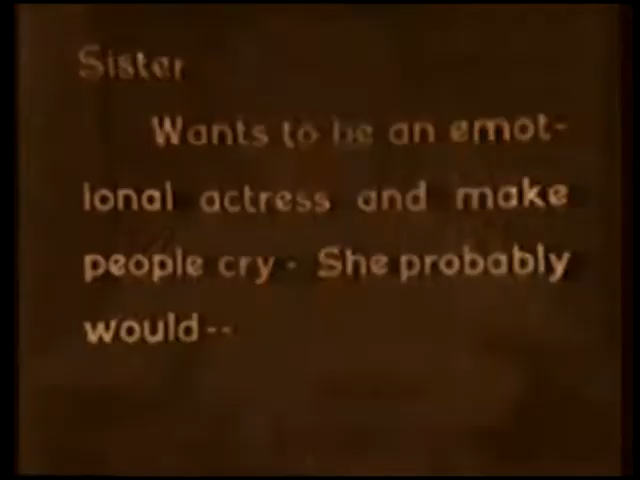 Sister
Wants to be an emot-
ional actress and make
people cry - She probably
would--